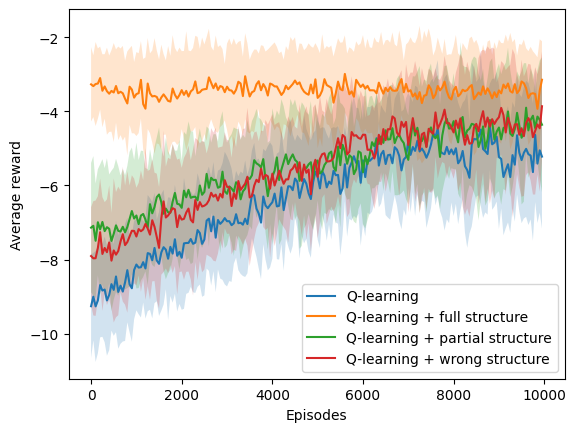 −2
−4
−6
−8
−10
Average reward
0
2000
4000
6000
8000
10000
Episodes
Q-learning
Q-learning + full structure
Q-learning + partial structure
Q-learning + wrong structure